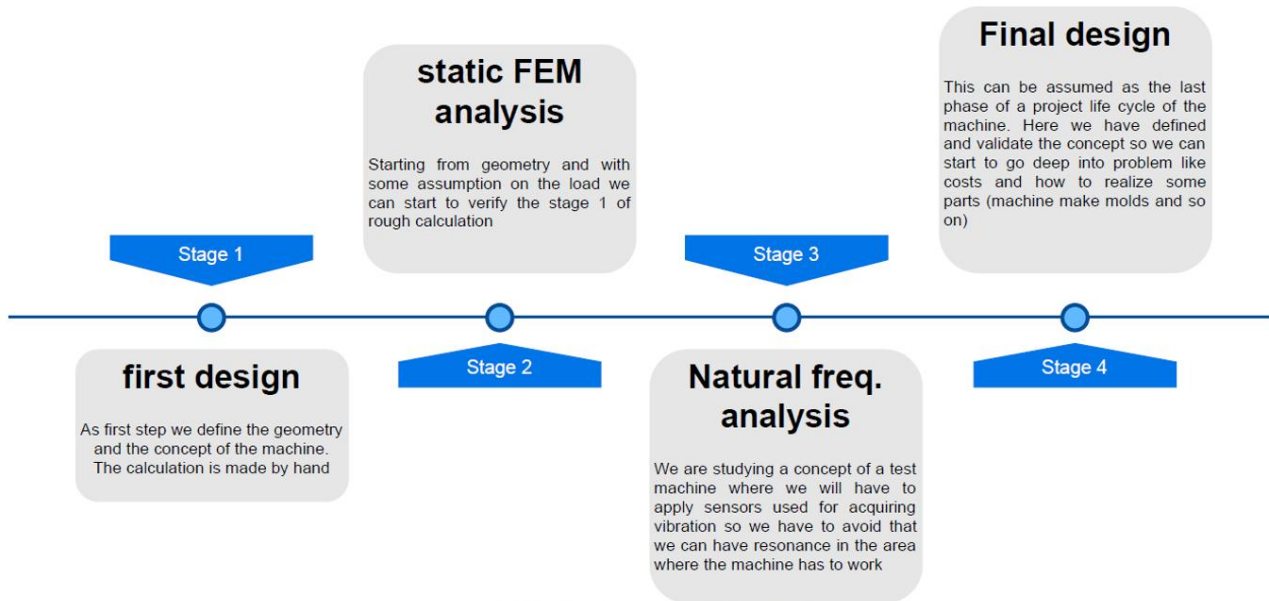 Stage 1
first design
As first step we define the geometry
and the concept of the machine.
The calculation is made by hand
static FEM
analysis
Starting from geometry and with
some assumption on the load we
can start to verify the stage 1 of
rough calculation
Stage 2
Stage 3
Natural freq.
analysis
We are studying a concept of a test
machine where we will have to
apply sensors used for acquiring
vibration so we have to avoid that
we can have resonance in the area
where the machine has to work
Final design
This can be assumed as the last
phase of a project life cycle of the
machine. Here we have defined
and validate the concept so we can
start to go deep into problem like
costs and how to realize some
parts (machine make molds and so
on)
Stage 4